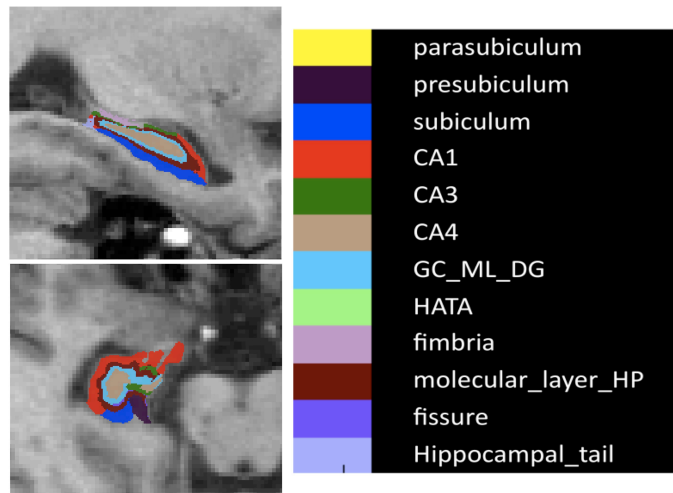 parasubiculum
presubiculum
subiculum
CA1
CA3
CA4
GC_ML_DG
HATA
fimbria
molecular_layer_HP
fissure
Hippocampal_tail